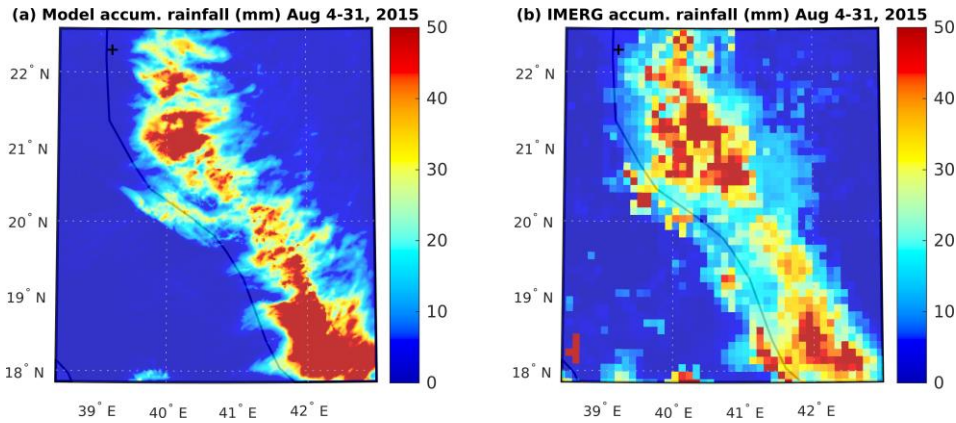 (a) Model accum. rainfall (mm) Aug 4-31, 2015
22° N
21° N
20° N
19° N
18° N
39° E
40° E
41° E
42° E
50
40
30
20
10
0
(b) IMERG accum. rainfall (mm) Aug 4-31, 2015
22° N
21° N
20° N
19° N
18° N
39° E
40° E
41° E
42° E
50
40
30
20
10
0